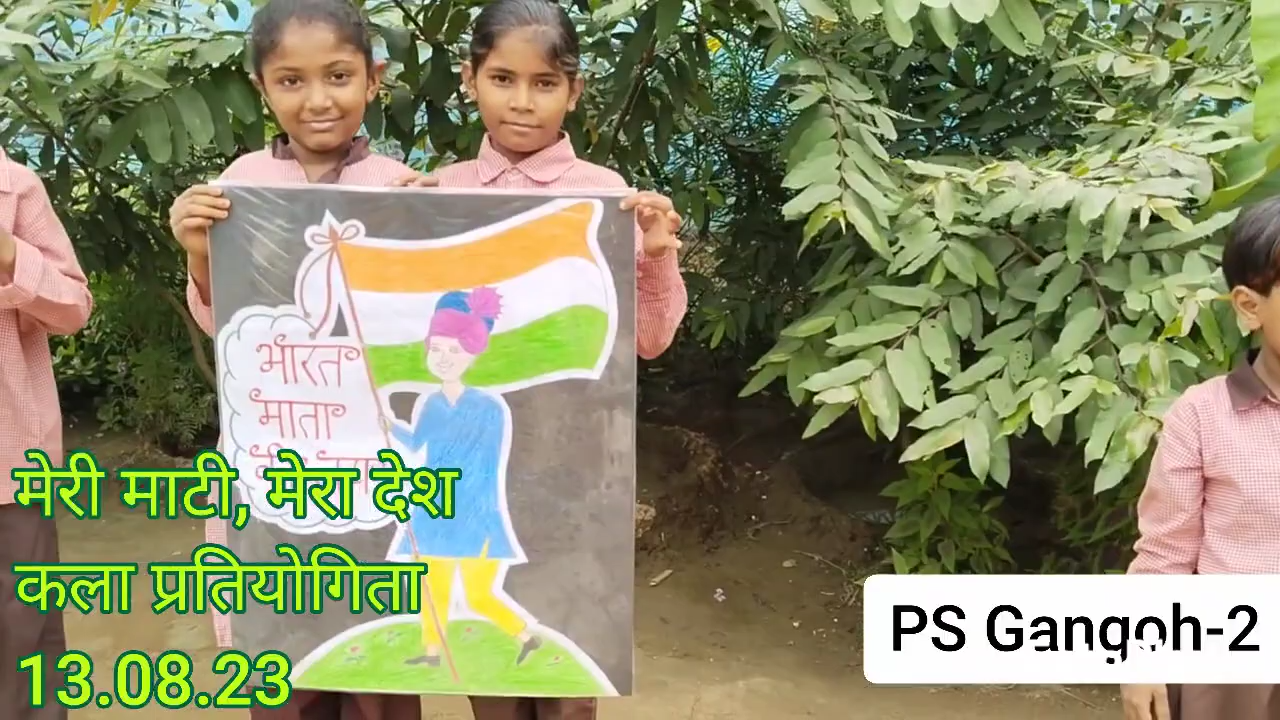 भारत
माता
मेरी माटी, मेरा देश
कला प्रतियोगिता
13.08.23
PS Gangoh-2